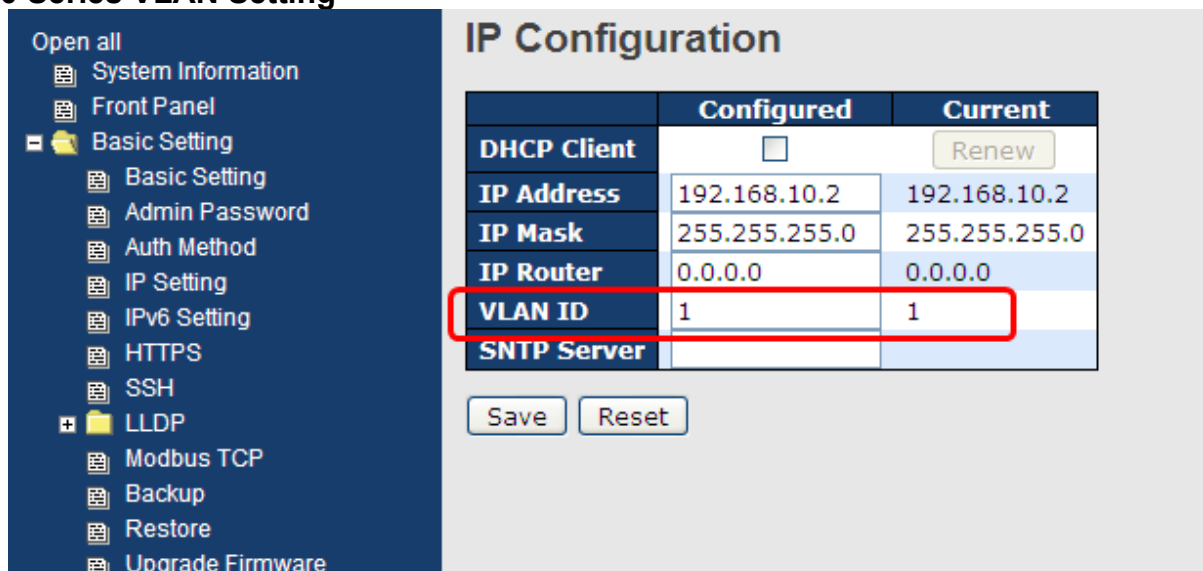 Series VLAN Setting
Open all
System Information
Front Panel
Basic Setting
Basic Setting
Admin Password
Auth Method
IP Setting
IPv6 Setting
HTTPS
SSH
LLDP
Modbus TCP
Backup
Restore
Upgrade Firmware
IP Configuration
Configured Current
DHCP Client Renew
IP Address 192.168.10.2 192.168.10.2
IP Mask 255.255.255.0 255.255.255.0
IP Router 0.0.0.0 0.0.0.0
VLAN ID 1 1
SNTP Server
Save Reset